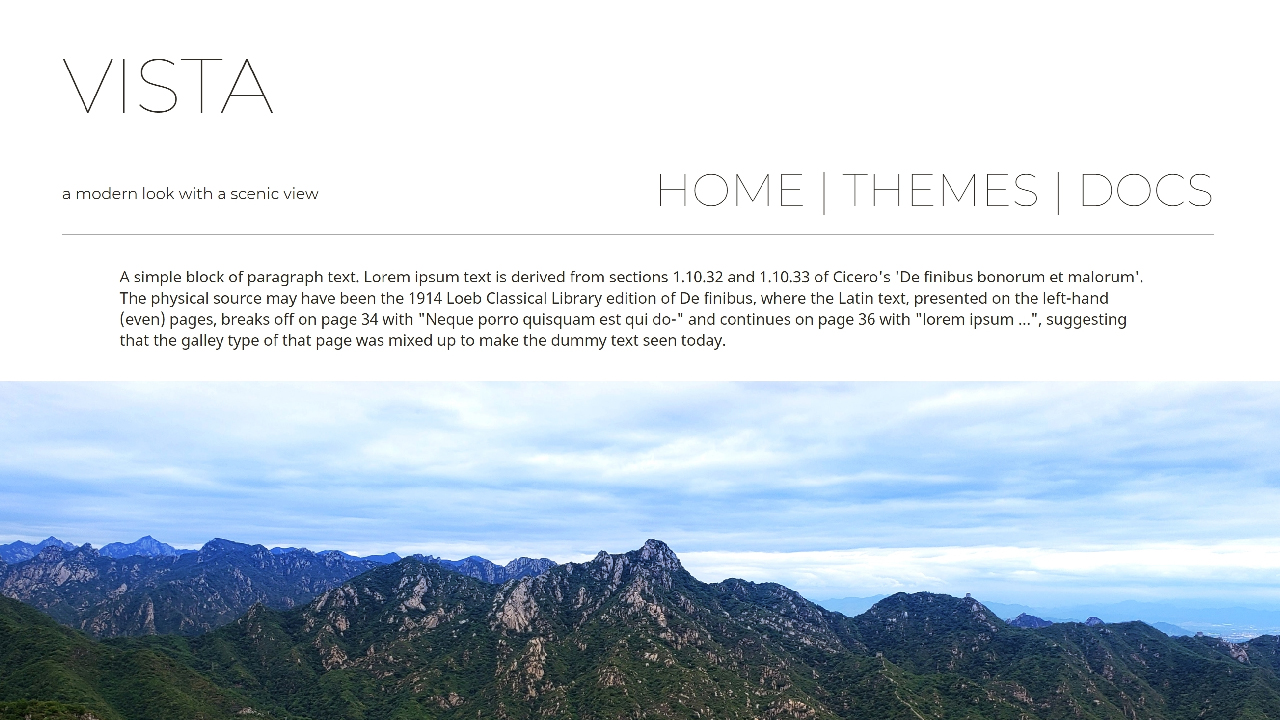 VISTA
a modern look with a scenic view
HOME | THEMES | DOCS
A simple block of paragraph text. Lorem ipsum text is derived from sections 1.10.32 and 1.10.33 of Cicero's 'De finibus bonorum et malorum'.
The physical source may have been the 1914 Loeb Classical Library edition of De finibus, where the Latin text, presented on the left-hand
(even) pages, breaks off on page 34 with "Neque porro quisquam est qui do-" and continues on page 36 with "lorem ipsum ...", suggesting
that the galley type of that page was mixed up to make the dummy text seen today.